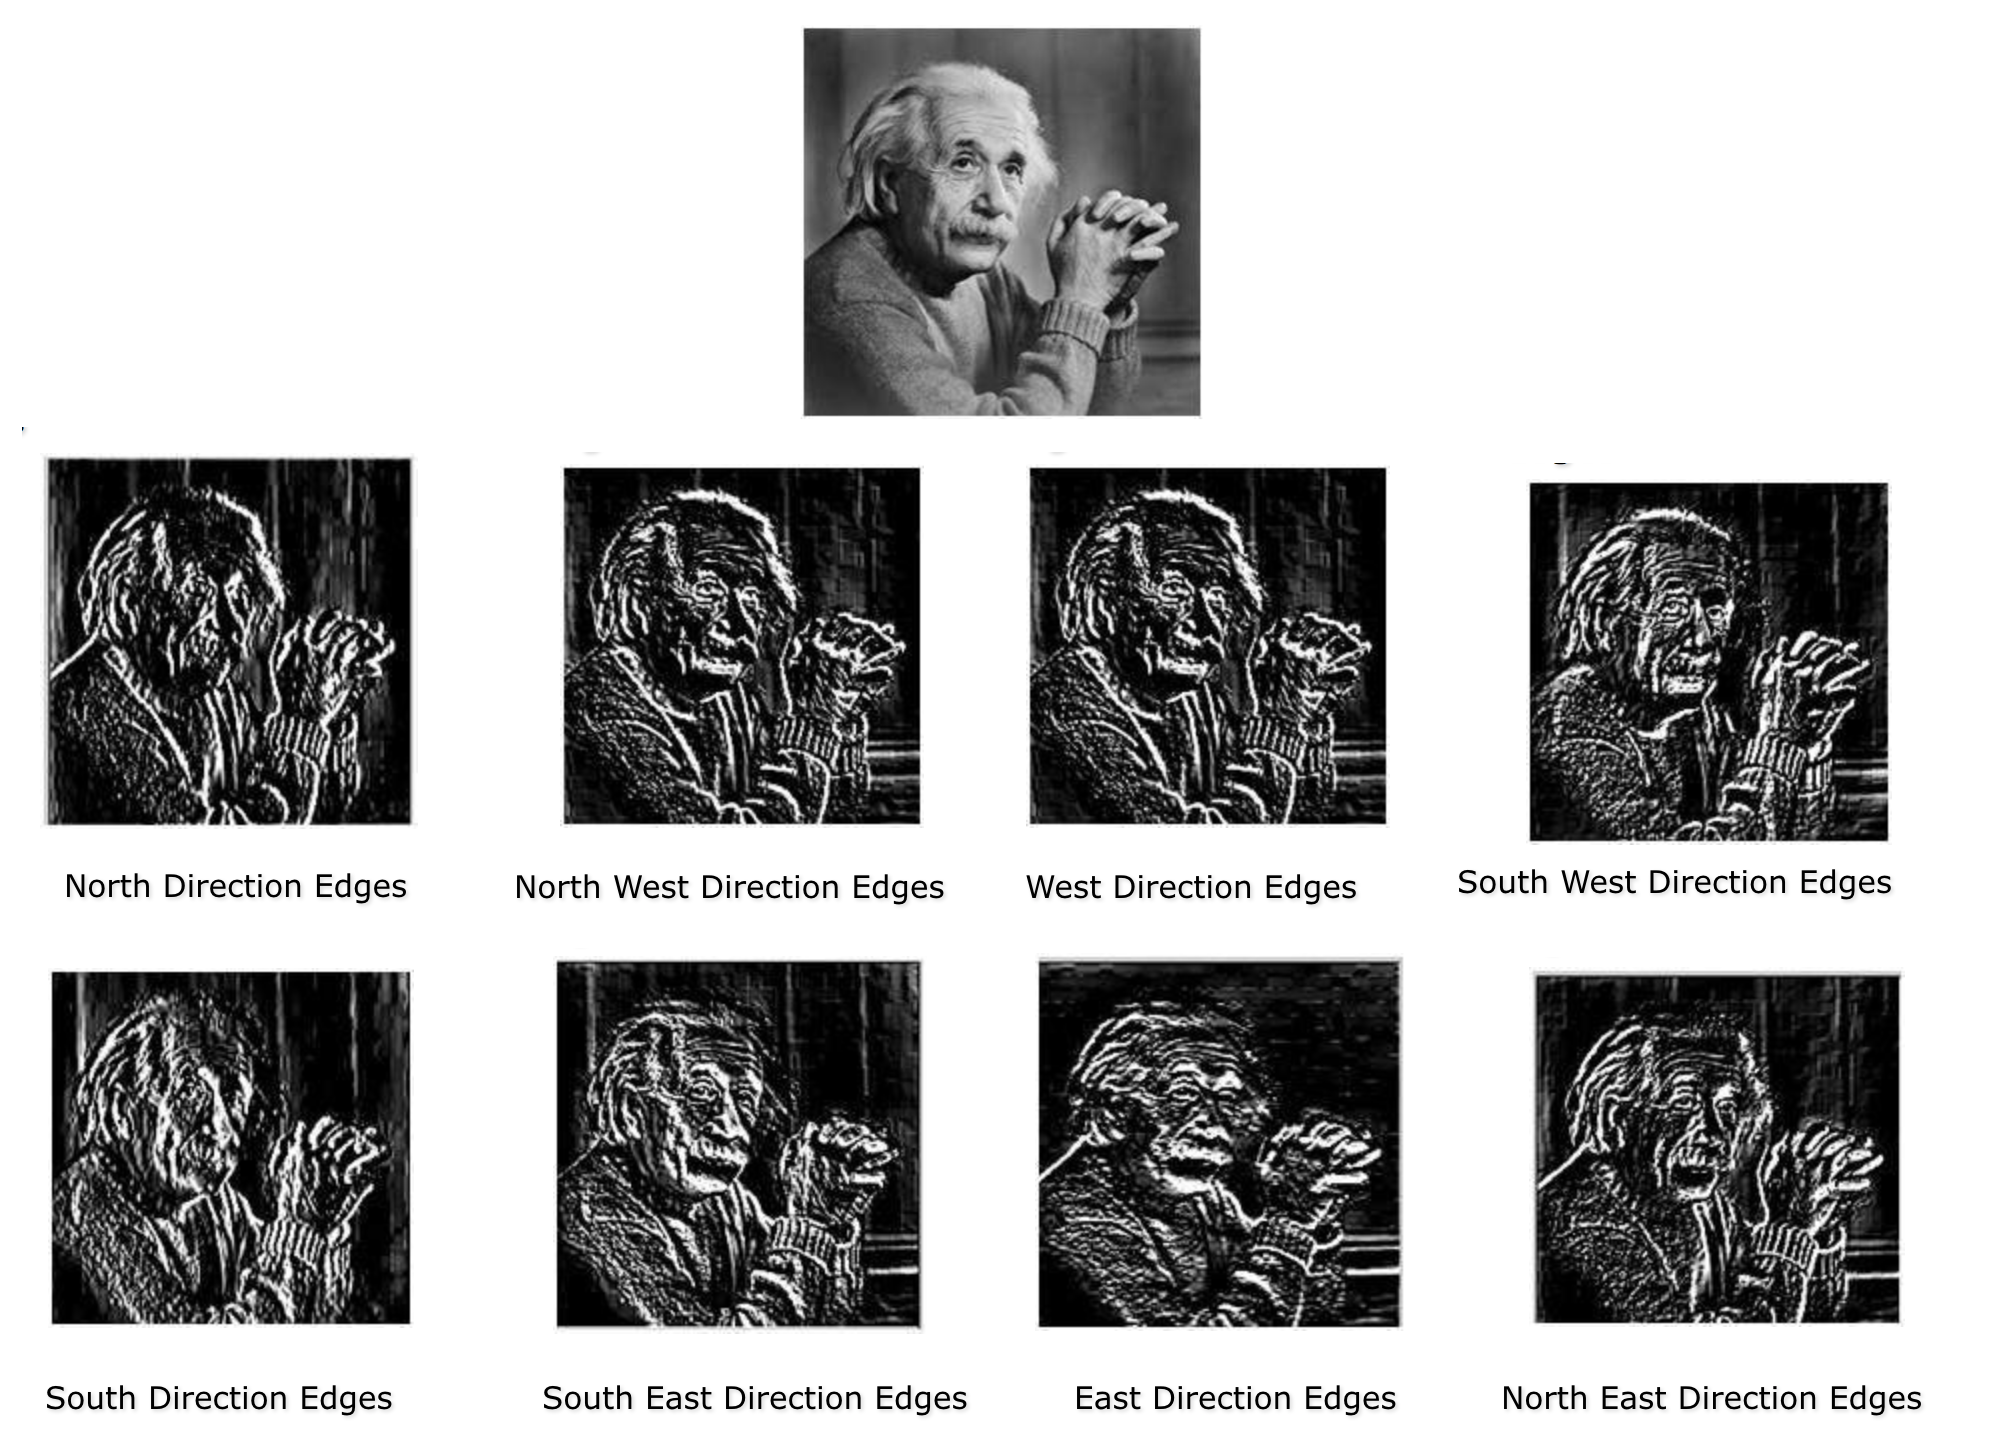 North Direction Edges
North West Direction Edges
West Direction Edges
South West Direction Edges
South Direction Edges
South East Direction Edges
East Direction Edges
North East Direction Edges